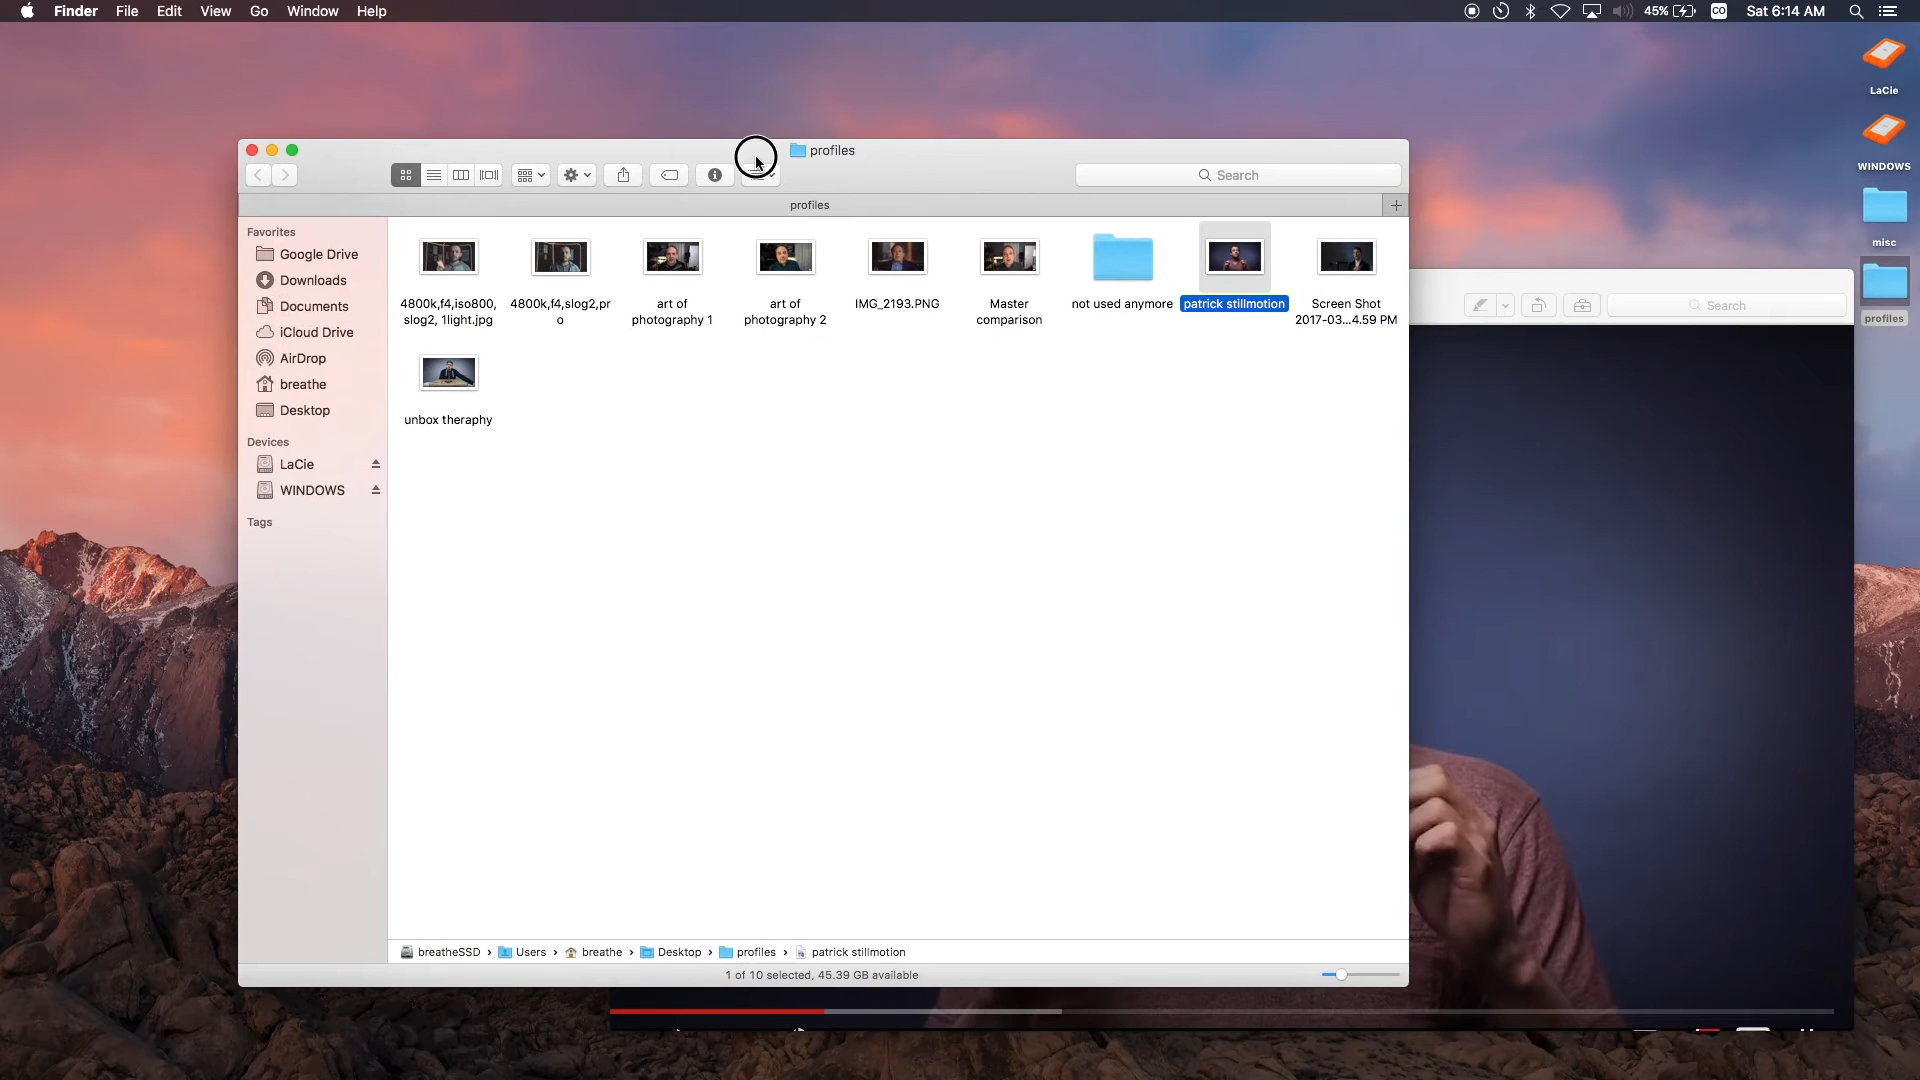 Finder File Edit View Go Window Help
45% Sat 6:14 AM
LaCie
WINDOWS
misc
profiles
profiles
Search
profiles
Favorites
Google Drive
Downloads
Documents
iCloud Drive
AirDrop
breathe
Desktop
Devices
LaCie
WINDOWS
Tags
4800k,f4,iso800,
slog2, 1light.jpg
4800k,f4,slog2,pr
o
art of
photography 1
art of
photography 2
IMG_2193.PNG
Master
comparison
not used anymore
patrick stillmotion
Screen Shot
2017-03...4.59 PM
unbox theraphy
Search
breatheSSD › Users › breathe › Desktop › profiles › patrick stillmotion
1 of 10 selected, 45.39 GB available